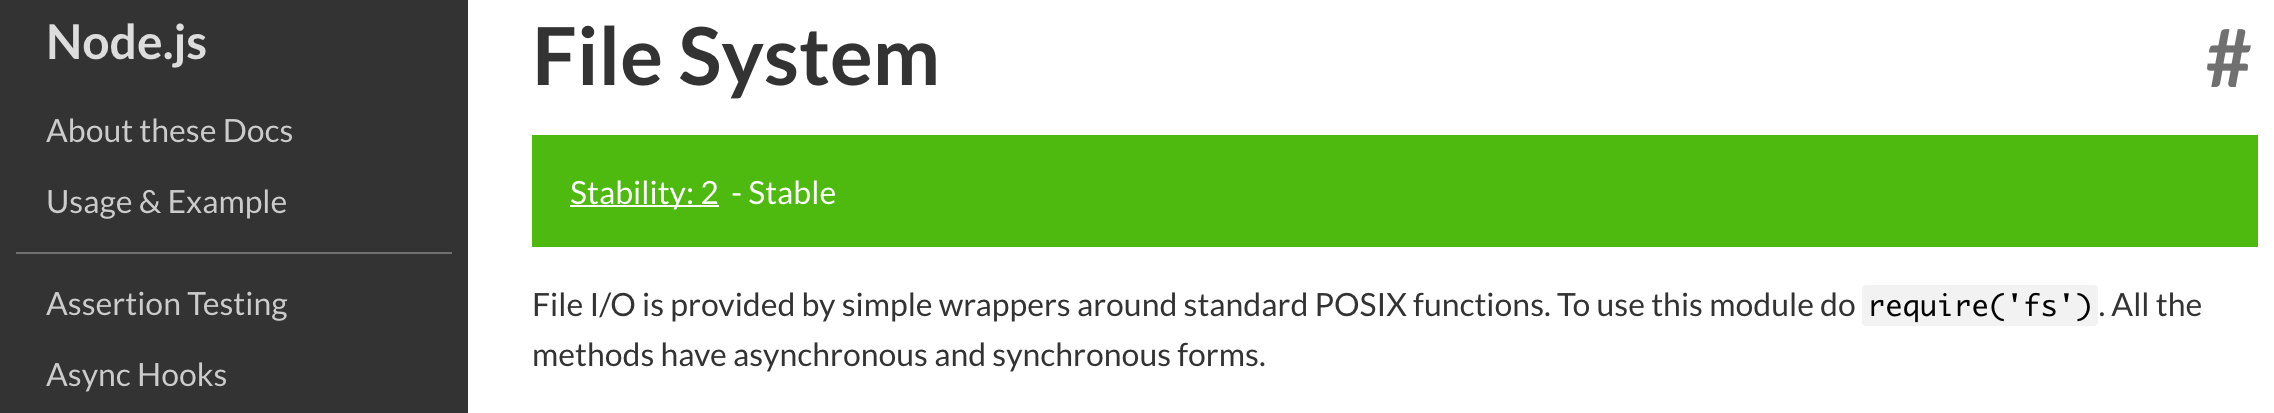 Node.js
About these Docs
Usage & Example
Assertion Testing
Async Hooks
File System
#
Stability: 2 - Stable
File I/O is provided by simple wrappers around standard POSIX functions. To use this module do require('fs'). All the
methods have asynchronous and synchronous forms.